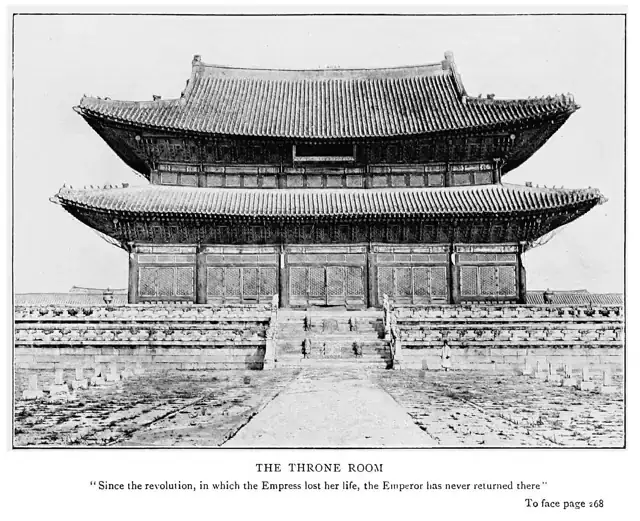 THE THRONE ROOM
"Since the revolution, in which the Empress lost her life, the Emperor has never returned there"
To face page 268